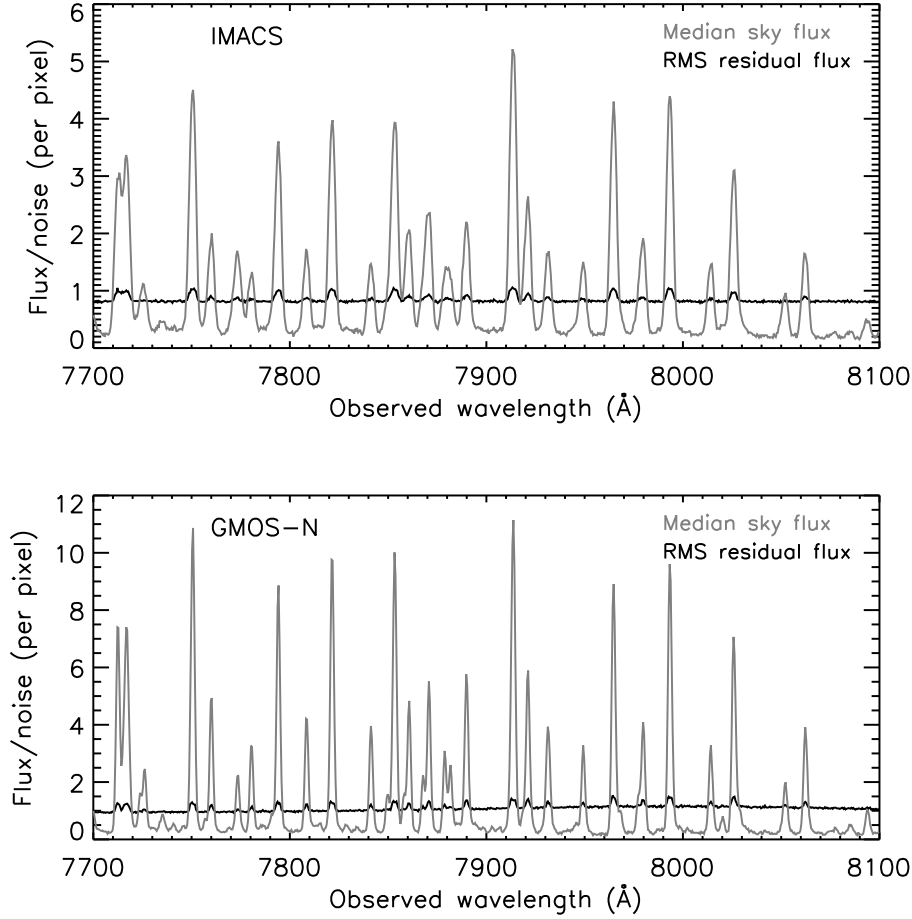 IMACS
Median sky flux
RMS residual flux
Flux/noise (per pixel)
6
5
4
3
2
1
0
7700 7800 7900 8000 8100
Observed wavelength (Å)
GMOS−N
Median sky flux
RMS residual flux
Flux/noise (per pixel)
12
10
8
6
4
2
0
7700 7800 7900 8000 8100
Observed wavelength (Å)